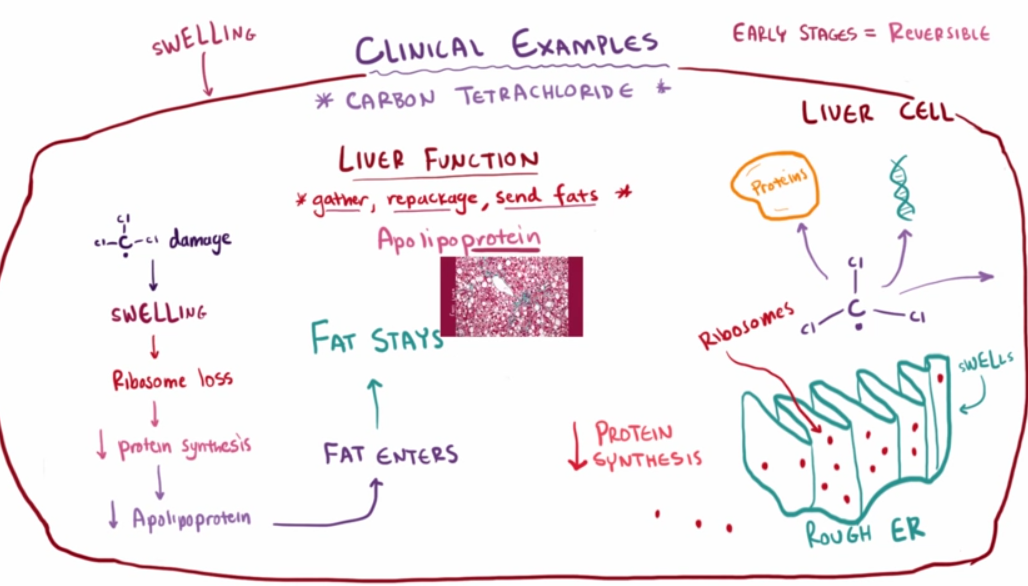 SWELLING
CLINICAL EXAMPLES
EARLY STAGES = REVERSIBLE
* CARBON TETRACHLORIDE *
LIVER CELL
LIVER FUNCTION
* gather, repackage, send fats *
Apolipoprotein
Proteins
Cl
Cl-C-Cl damage
SWELLING
Ribosome loss
↓ protein synthesis
↓ Apolipoprotein
FAT ENTERS
FAT STAYS
Cl
C
Cl
Cl
Ribosomes
SWELLS
↓ PROTEIN
SYNTHESIS
ROUGH ER